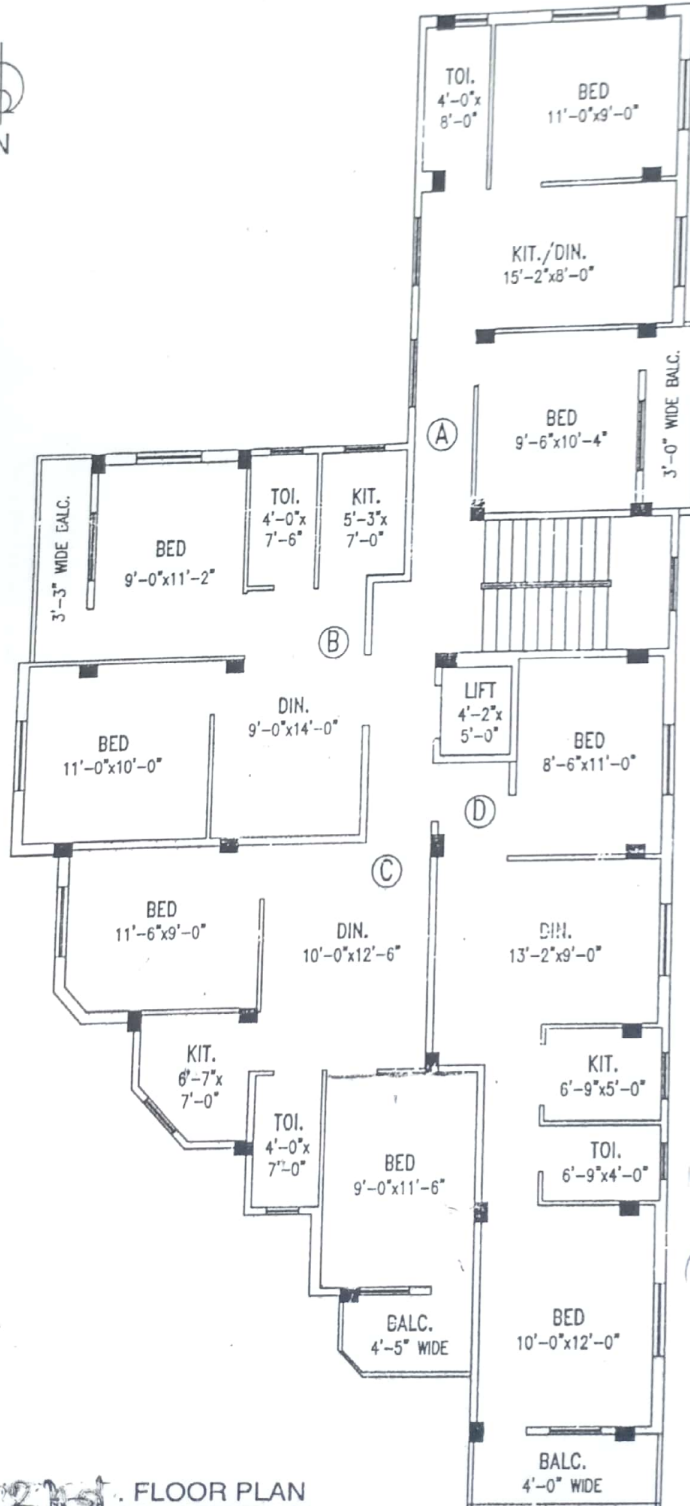 N
TOI.
4'-0"x
8'-0"
BED
11'-0"x9'-0"
KIT./DIN.
15'-2"x8'-0"
BED
9'-6"x10'-4"
3'-0" WIDE BALC.
A
3'-3" WIDE BALC.
BED
9'-0"x11'-2"
TOI.
4'-0"x
7'-6"
KIT.
5'-3"x
7'-0"
B
DIN.
9'-0"x14'-0"
BED
11'-0"x10'-0"
LIFT
4'-2"x
5'-0"
BED
8'-6"x11'-0"
D
C
BED
11'-6"x9'-0"
DIN.
10'-0"x12'-6"
DIN.
13'-2"x9'-0"
KIT.
6'-7"x
7'-0"
KIT.
6'-9"x5'-0"
TOI.
4'-0"x
7'-0"
BED
9'-0"x11'-6"
TOI.
6'-9"x4'-0"
BALC.
4'-5" WIDE
BED
10'-0"x12'-0"
BALC.
4'-0" WIDE
. FLOOR PLAN